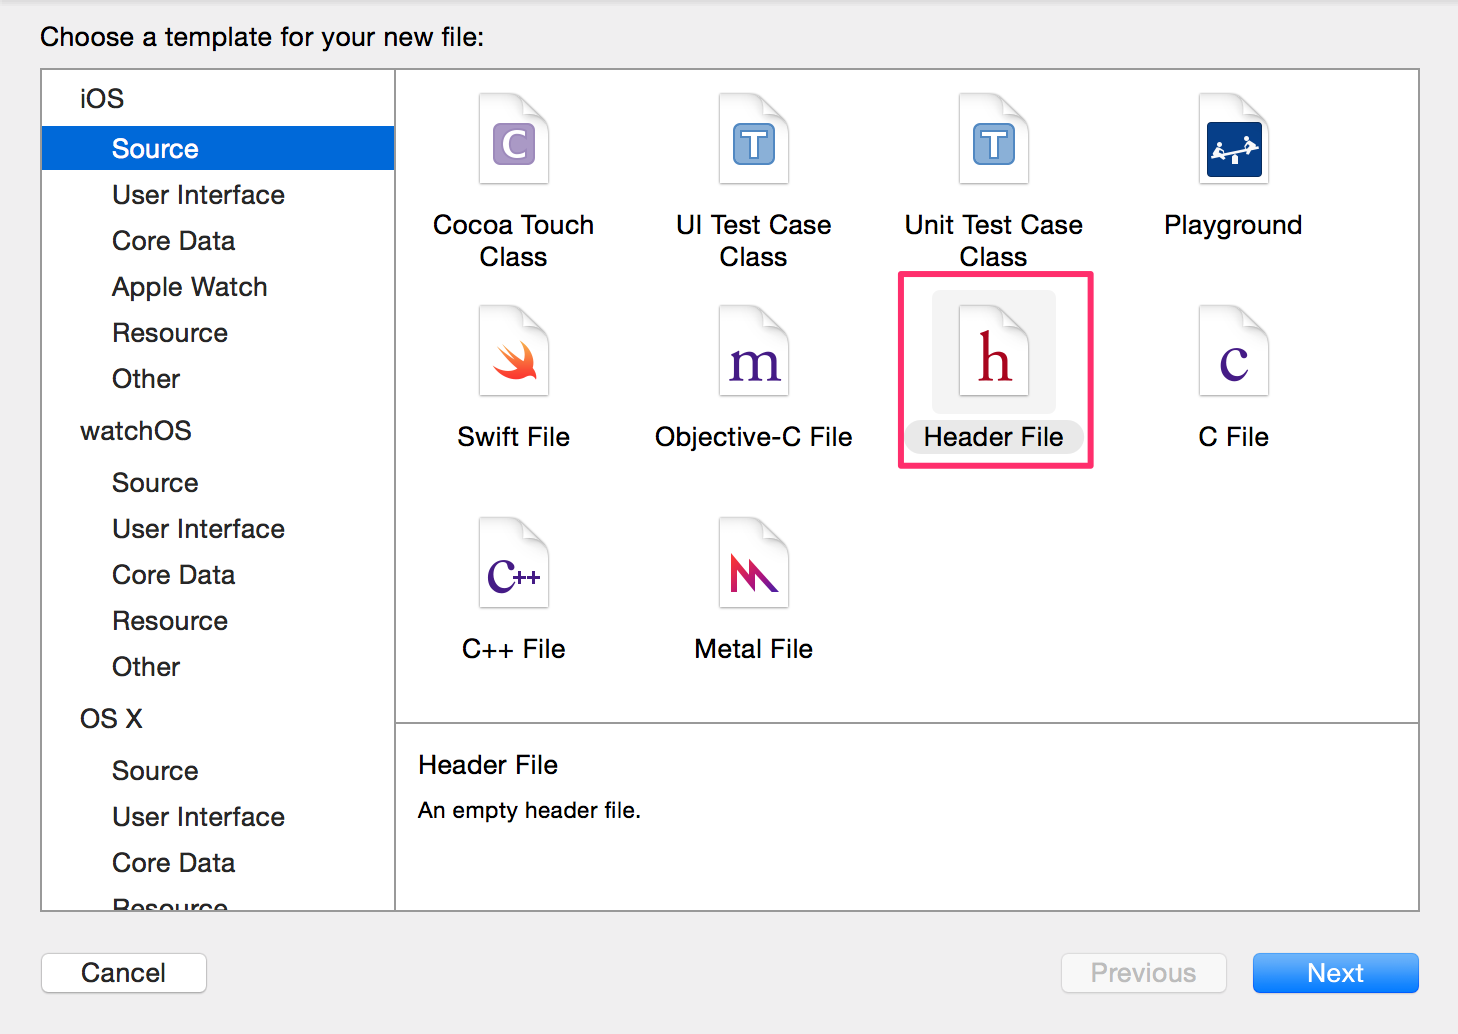 Choose a template for your new file:
iOS
Source
User Interface
Core Data
Apple Watch
Resource
Other
watchOS
Source
User Interface
Core Data
Resource
Other
OS X
Source
User Interface
Core Data
Resource
C
Cocoa Touch
Class
T
UI Test Case
Class
T
Unit Test Case
Class
Playground
Swift File
m
Objective-C File
h
Header File
c
C File
C++
C++ File
Metal File
Header File
An empty header file.
Cancel
Previous
Next